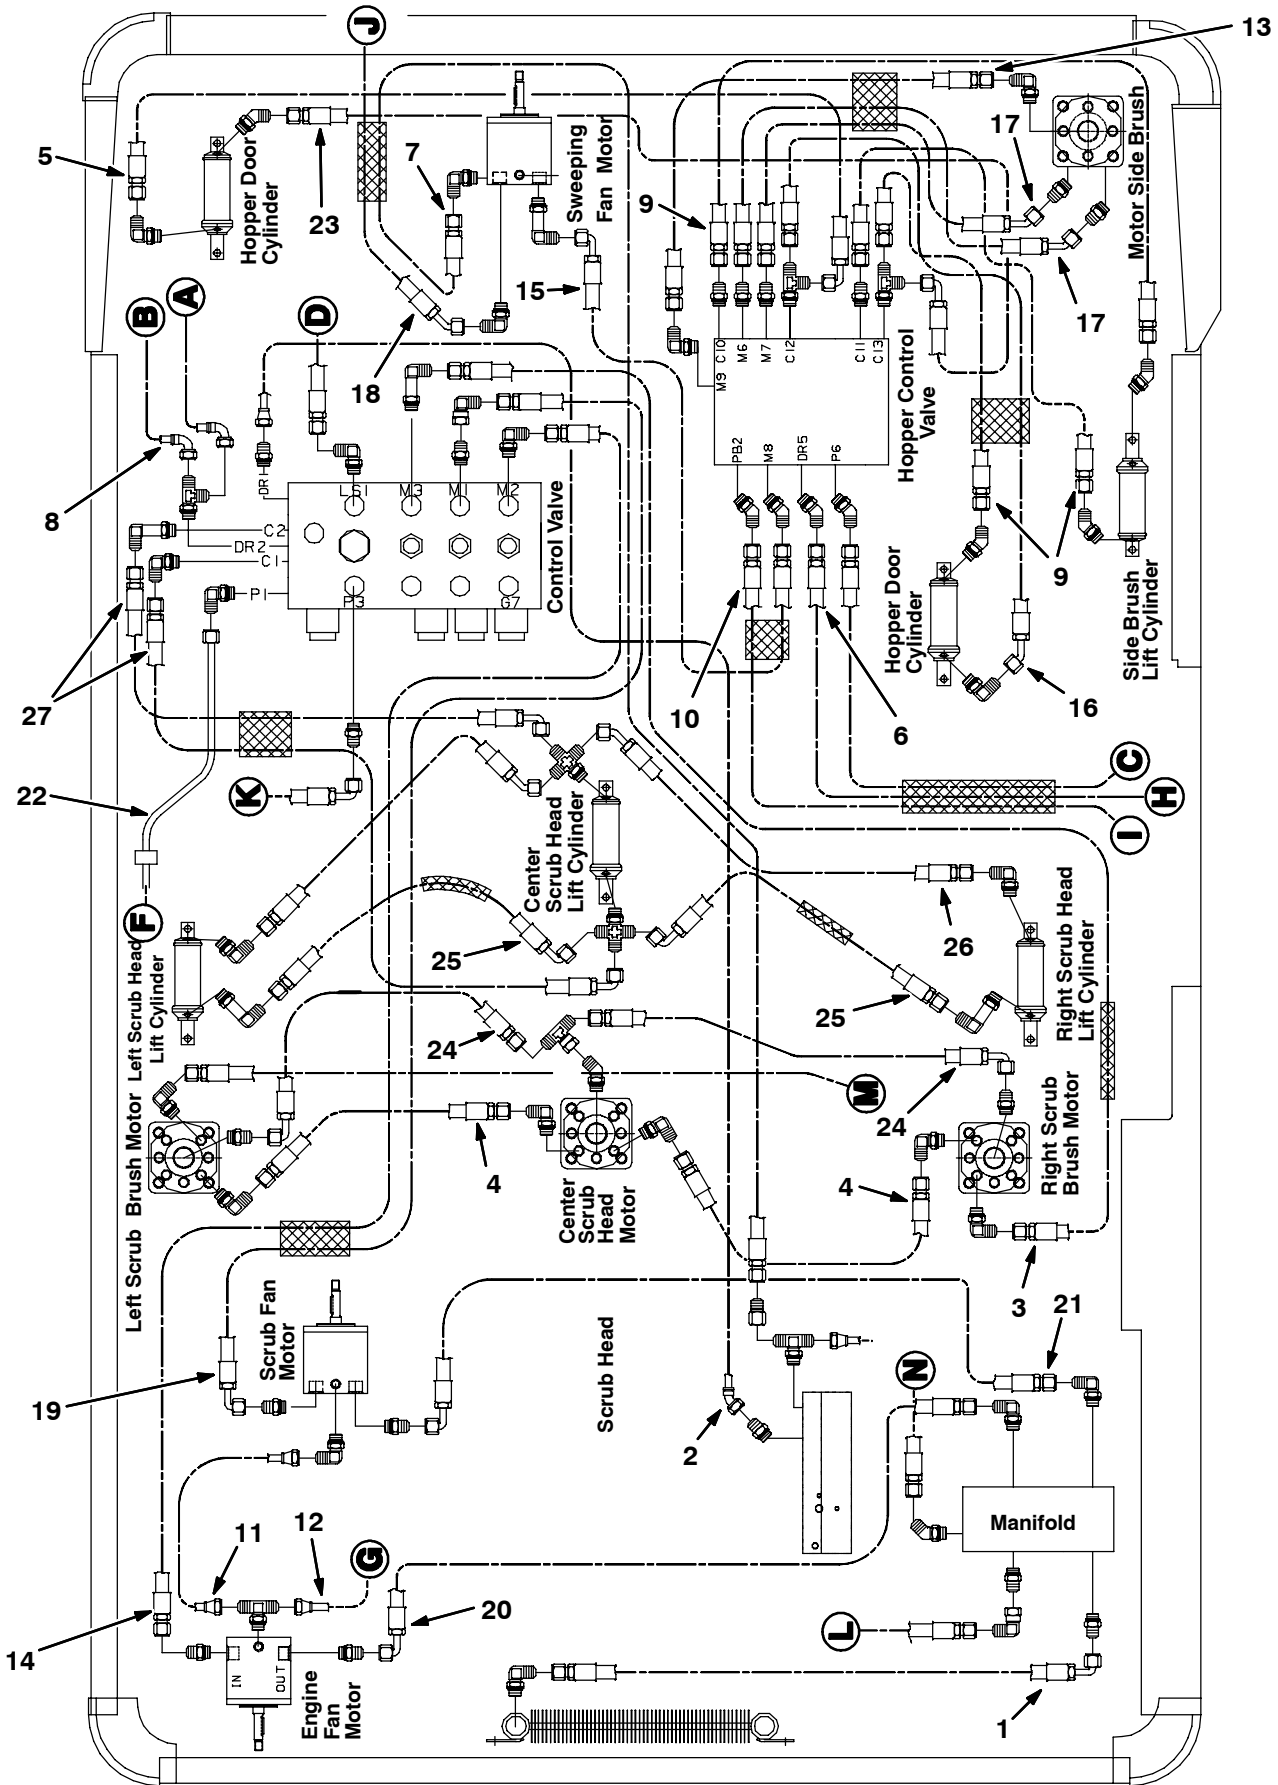 J
13
5
7
9
17
23
Hopper Door
Cylinder
Sweeping
Fan Motor
Motor Side Brush
B
A
D
15
17
18
M9
C10
M6
M7
C12
C11
C13
Hopper Control
Valve
PB2
M8
DR5
P6
8
DR1
LS1
M3
M1
M2
C2
DR2
C1
P1
P3
G7
Control Valve
9
10
6
Hopper Door
Cylinder
Side Brush
Lift Cylinder
16
27
22
K
C
H
I
F
Center
Scrub Head
Lift Cylinder
25
26
Left Scrub Head
Lift Cylinder
Right Scrub Head
Lift Cylinder
24
25
M
24
4
4
Left Scrub Brush Motor
Center
Scrub
Head
Motor
Right Scrub
Brush Motor
3
21
Scrub Fan
Motor
Scrub Head
19
2
N
11
12
G
Manifold
14
20
L
IN
OUT
Engine
Fan
Motor
1